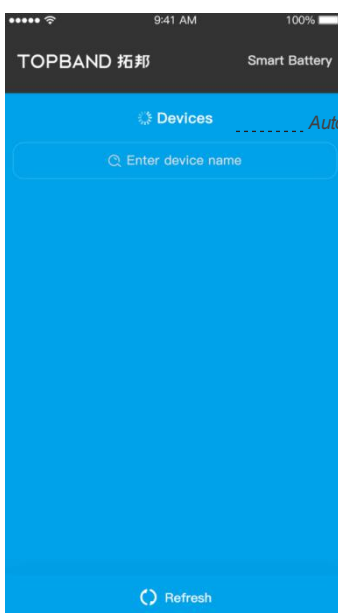 9:41 AM 100%
TOPBAND 拓邦 Smart Battery
Devices
Enter device name
Refresh